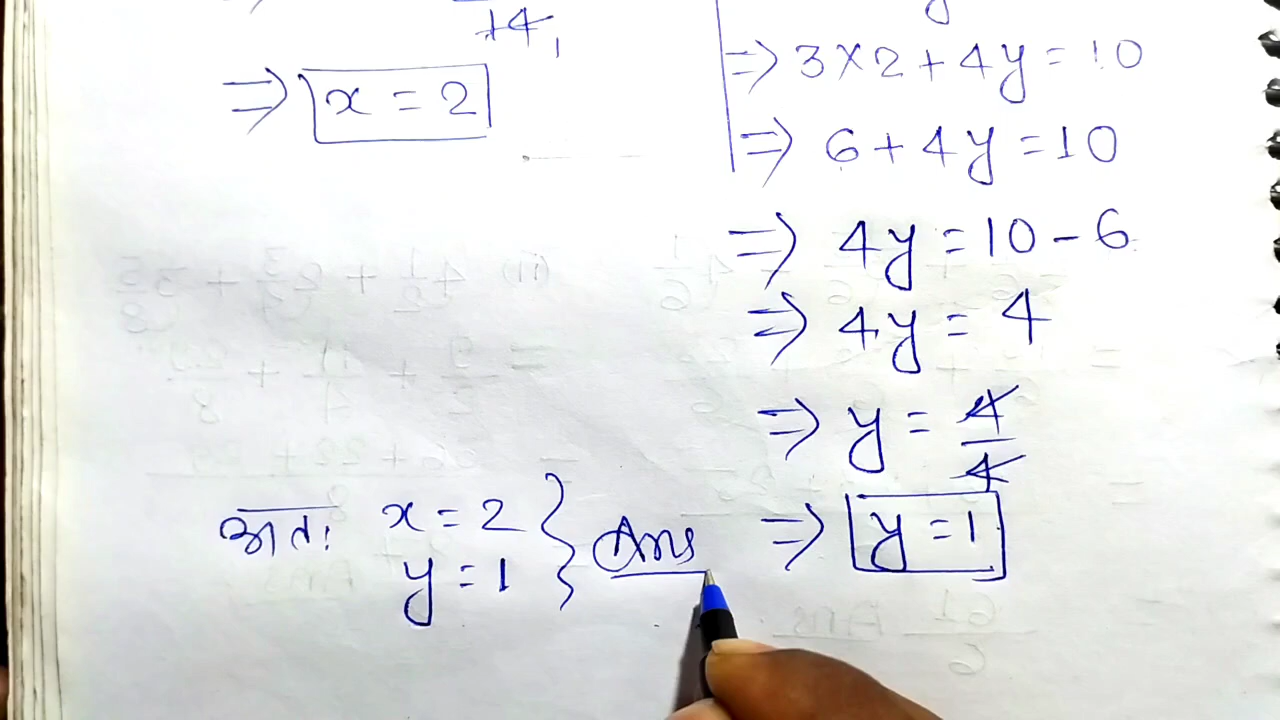 14,
⇒ x = 2
⇒ 3×2+4y=10
⇒ 6+4y=10
⇒ 4y=10-6
⇒ 4y=4
⇒ y=4/4
⇒ y=1
अतः x=2
y=1 } Ans